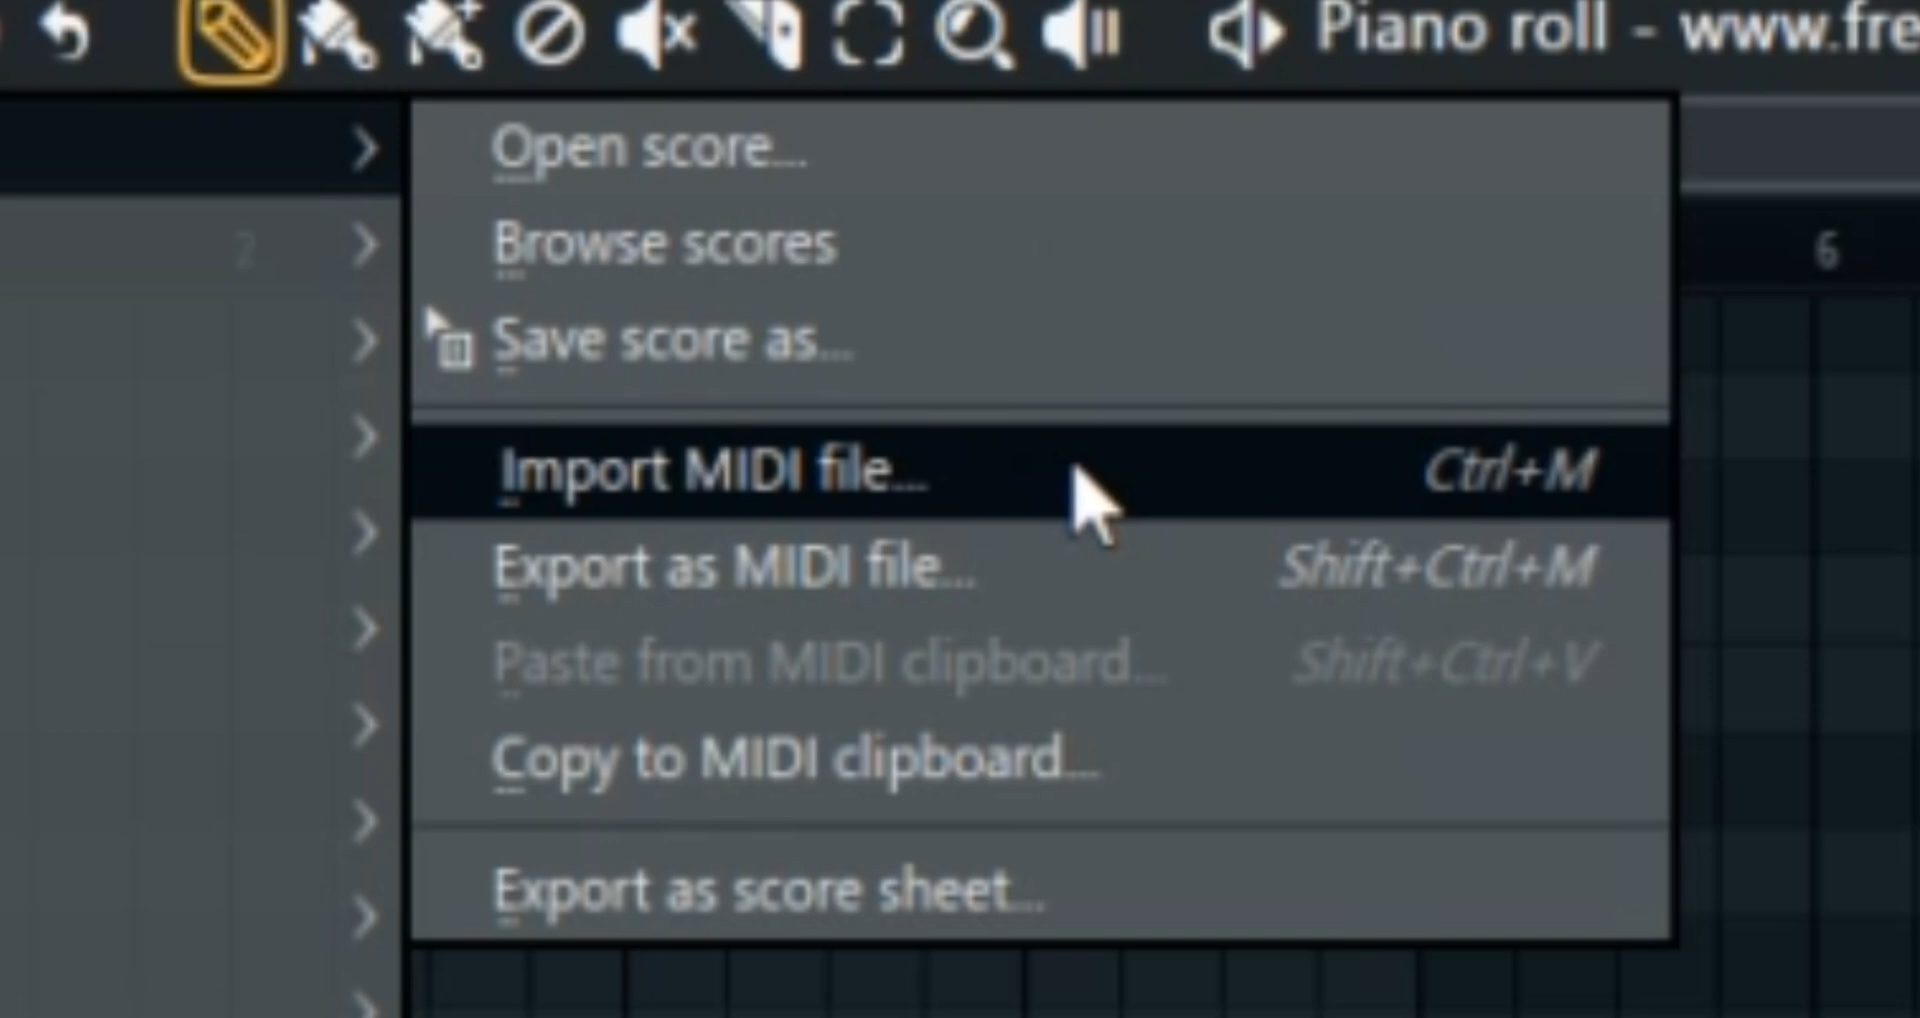 Piano roll - www.fre
Open score...
Browse scores
Save score as...
Import MIDI file... Ctrl+M
Export as MIDI file... Shift+Ctrl+M
Paste from MIDI clipboard... Shift+Ctrl+V
Copy to MIDI clipboard...
Export as score sheet...
2
6